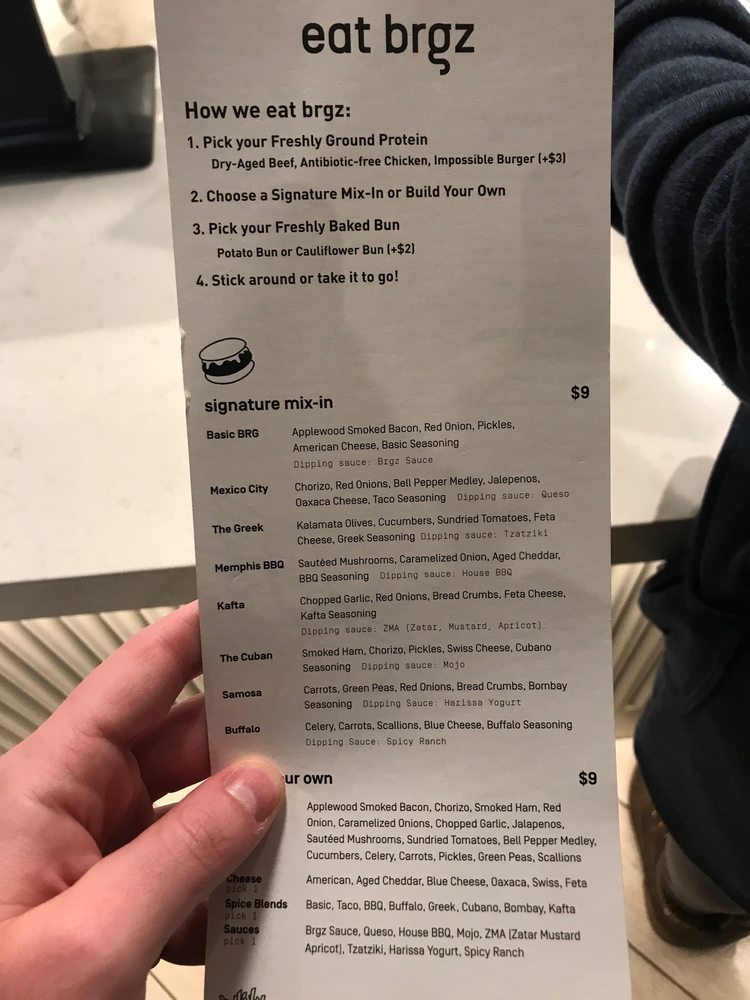 eat brgz
How we eat brgz:
1. Pick your Freshly Ground Protein
Dry-Aged Beef, Antibiotic-free Chicken, Impossible Burger (+$3)
2. Choose a Signature Mix-In or Build Your Own
3. Pick your Freshly Baked Bun
Potato Bun or Cauliflower Bun (+$2)
4. Stick around or take it to go!
signature mix-in $9
Basic BRG Applewood Smoked Bacon, Red Onion, Pickles,
American Cheese, Basic Seasoning
Dipping sauce: Brgz Sauce
Mexico City Chorizo, Red Onions, Bell Pepper Medley, Jalepenos,
Oaxaca Cheese, Taco Seasoning Dipping sauce: Queso
The Greek Kalamata Olives, Cucumbers, Sundried Tomatoes, Feta
Cheese, Greek Seasoning Dipping sauce: Tzatziki
Memphis BBQ Sautéed Mushrooms, Caramelized Onion, Aged Cheddar,
BBQ Seasoning Dipping sauce: House BBQ
Kafta Chopped Garlic, Red Onions, Bread Crumbs, Feta Cheese,
Kafta Seasoning
Dipping sauce: ZMA (Zatar, Mustard, Apricot)
The Cuban Smoked Ham, Chorizo, Pickles, Swiss Cheese, Cubano
Seasoning Dipping sauce: Mojo
Samosa Carrots, Green Peas, Red Onions, Bread Crumbs, Bombay
Seasoning Dipping Sauce: Harissa Yogurt
Buffalo Celery, Carrots, Scallions, Blue Cheese, Buffalo Seasoning
Dipping Sauce: Spicy Ranch
ur own $9
Applewood Smoked Bacon, Chorizo, Smoked Ham, Red
Onion, Caramelized Onions, Chopped Garlic, Jalapenos,
Sautéed Mushrooms, Sundried Tomatoes, Bell Pepper Medley,
Cucumbers, Celery, Carrots, Pickles, Green Peas, Scallions
Cheese American, Aged Cheddar, Blue Cheese, Oaxaca, Swiss, Feta
pick 1
Spice Blends Basic, Taco, BBQ, Buffalo, Greek, Cubano, Bombay, Kafta
pick 1
Sauces Brgz Sauce, Queso, House BBQ, Mojo, ZMA (Zatar Mustard
pick 1 Apricot), Tzatziki, Harissa Yogurt, Spicy Ranch